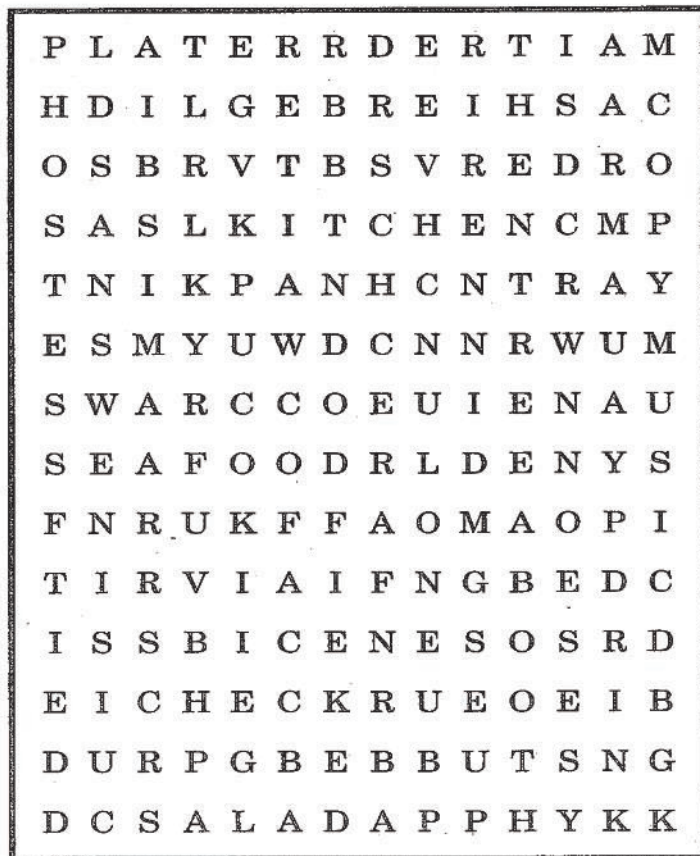 P L A T E R R D E R T I A M
H D I L G E B R E I H S A C
O S B R V T B S V R E D R O
S A S L K I T C H E N C M P
T N I K P A N H C N T R A Y
E S M Y U W D C N N R W U M
S W A R C C O E U I E N A U
S E A F O O D R L D E N Y S
F N R U K F F A O M A O P I
T I R V I A I F N G B E D C
I S S B I C E N E S O S R D
E I C H E C K R U E O E I B
D U R P G B E B B U T S N G
D C S A L A D A P P H Y K K